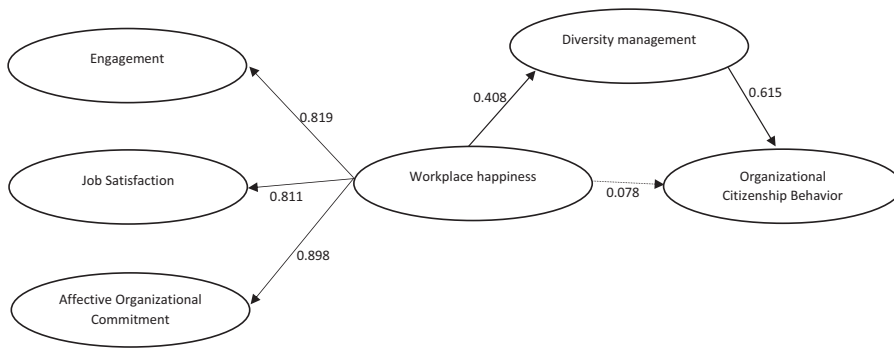 Diversity management
Engagement
0.615
0.408
0.819
Job Satisfaction
Workplace happiness
Organizational
Citizenship Behavior
0.811
0.078
0.898
Affective Organizational
Commitment